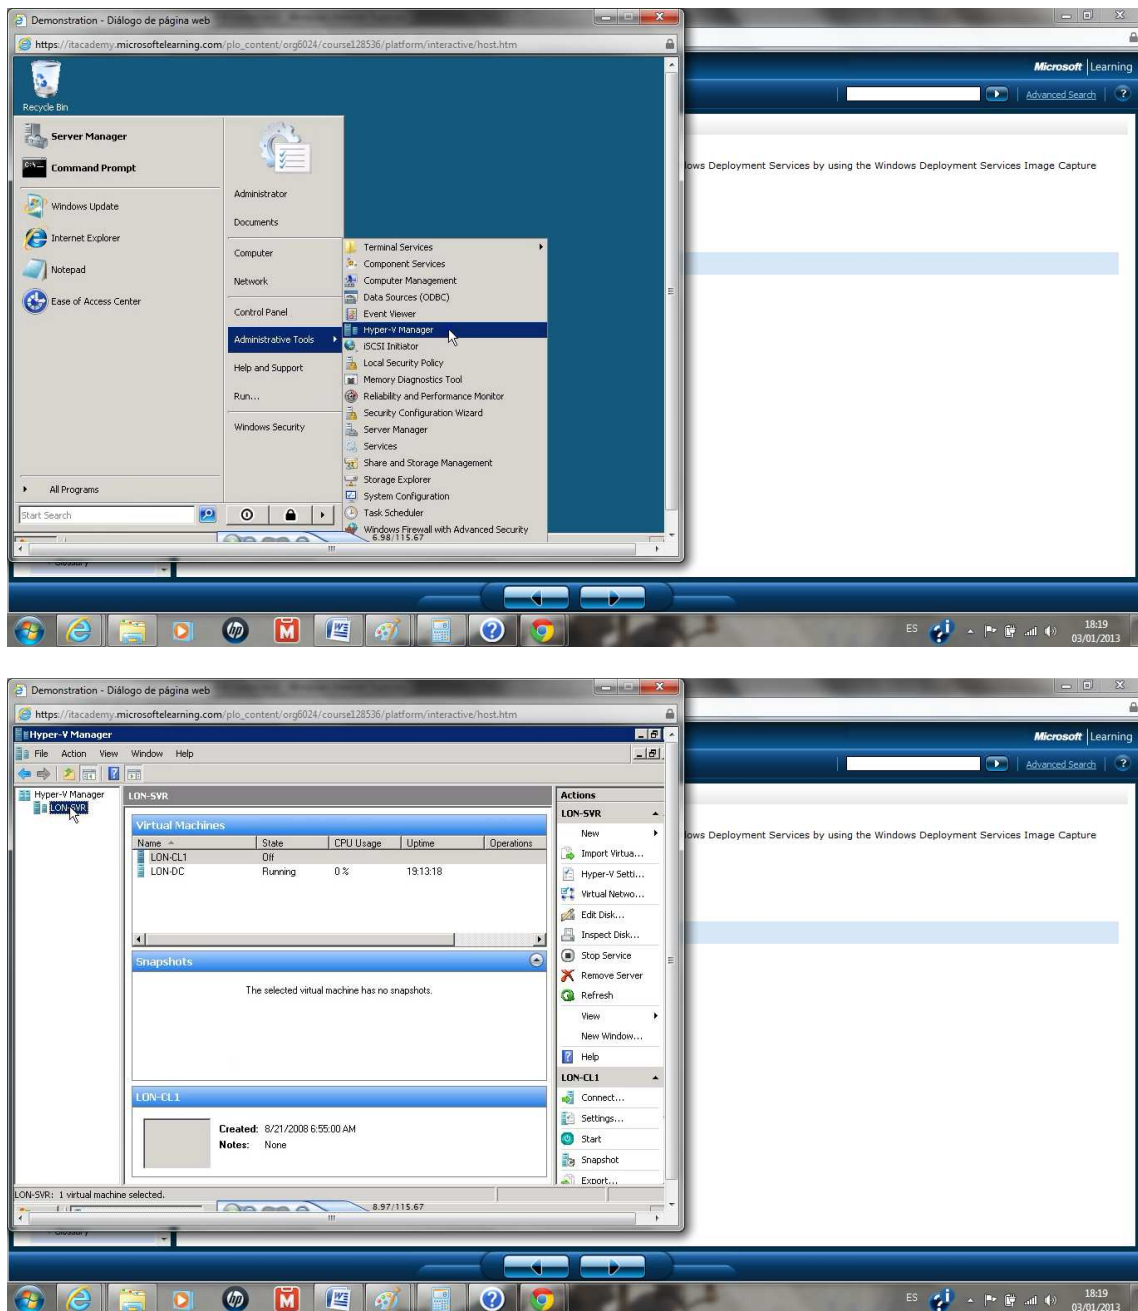 Demonstration - Diálogo de página web
https://itacademy.microsoftelearning.com/plo_content/org6024/course128536/platform/interactive/host.htm
Microsoft | Learning
Advanced Search
Recycle Bin
Server Manager
Command Prompt
Windows Update
Internet Explorer
Notepad
Ease of Access Center
All Programs
Start Search
Administrator
Documents
Computer
Network
Control Panel
Administrative Tools
Help and Support
Run...
Windows Security
Terminal Services
Component Services
Computer Management
Data Sources (ODBC)
Event Viewer
Hyper-V Manager
iSCSI Initiator
Local Security Policy
Memory Diagnostics Tool
Reliability and Performance Monitor
Security Configuration Wizard
Server Manager
Services
Share and Storage Management
Storage Explorer
System Configuration
Task Scheduler
Windows Firewall with Advanced Security
6.98/115.67
lows Deployment Services by using the Windows Deployment Services Image Capture
ES
18:19
03/01/2013
Demonstration - Diálogo de página web
https://itacademy.microsoftelearning.com/plo_content/org6024/course128536/platform/interactive/host.htm
Microsoft | Learning
Advanced Search
Hyper-V Manager
File Action View Window Help
Hyper-V Manager
LON-SVR
LON-SVR
Virtual Machines
Name State CPU Usage Uptime Operations
LON-CL1 Off
LON-DC Running 0 % 19:13:18
Snapshots
The selected virtual machine has no snapshots.
LON-CL1
Created: 8/21/2008 6:55:00 AM
Notes: None
Actions
LON-SVR
New
Import Virtua...
Hyper-V Setti...
Virtual Netwo...
Edit Disk...
Inspect Disk...
Stop Service
Remove Server
Refresh
View
New Window...
Help
LON-CL1
Connect...
Settings...
Start
Snapshot
Export...
LON-SVR: 1 virtual machine selected.
8.97/115.67
lows Deployment Services by using the Windows Deployment Services Image Capture
ES
18:19
03/01/2013